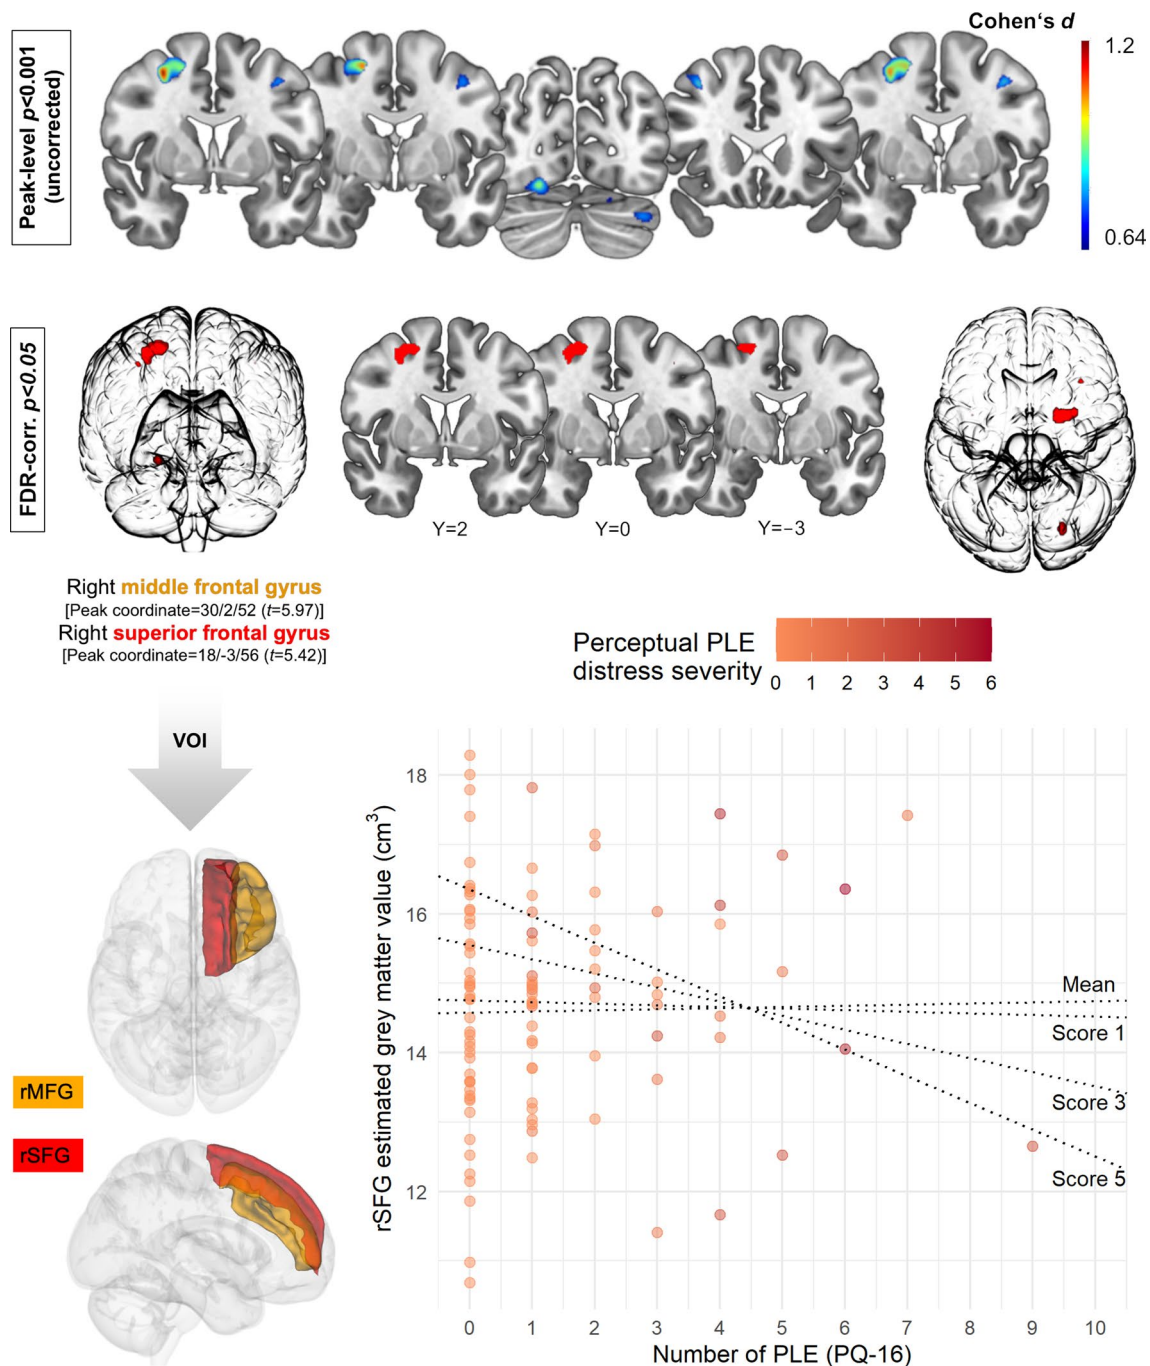 Cohen‘s d
Peak-level p<0.001
(uncorrected)
1.2
0.64
FDR-corr. p<0.05
Y=2
Y=0
Y=−3
Right middle frontal gyrus
[Peak coordinate=30/2/52 (t=5.97)]
Right superior frontal gyrus
[Peak coordinate=18/-3/56 (t=5.42)]
Perceptual PLE
distress severity
0 1 2 3 4 5 6
VOI
rMFG
rSFG
rSFG estimated grey matter value (cm³)
18
16
14
12
Mean
Score 1
Score 3
Score 5
0 1 2 3 4 5 6 7 8 9 10
Number of PLE (PQ-16)